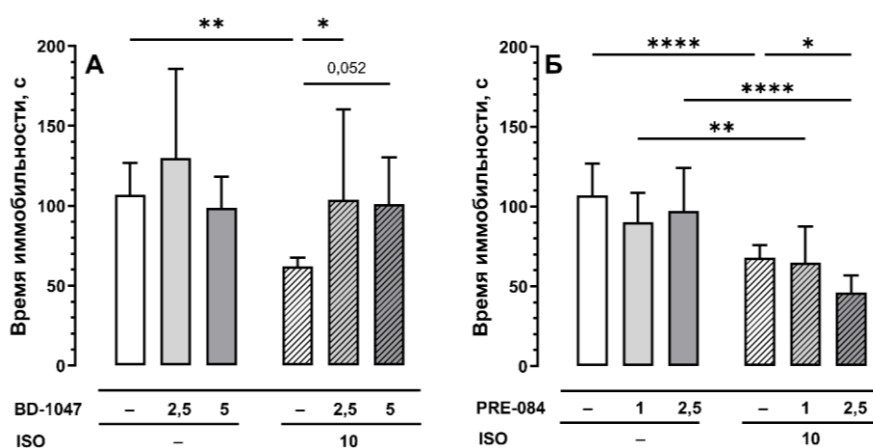 ** *
А
0,052
Время иммобильности, с
200
150
100
50
0
BD-1047 – 2,5 5 – 2,5 5
ISO – 10
**** *
Б
****
**
Время иммобильности, с
200
150
100
50
0
PRE-084 – 1 2,5 – 1 2,5
ISO – 10